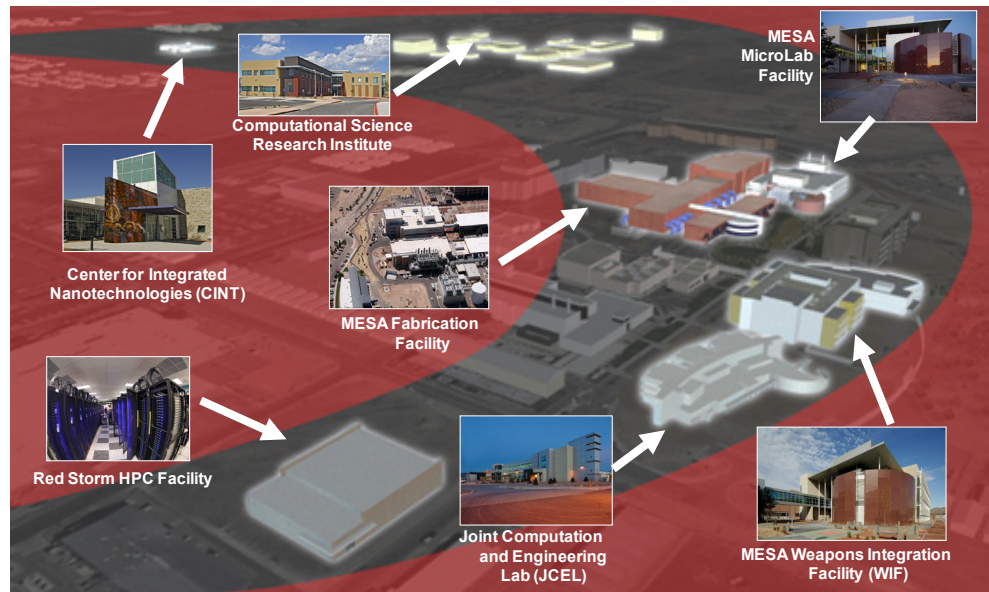 MESA
MicroLab
Facility
Computational Science
Research Institute
Center for Integrated
Nanotechnologies (CINT)
MESA Fabrication
Facility
Red Storm HPC Facility
Joint Computation
and Engineering
Lab (JCEL)
MESA Weapons Integration
Facility (WIF)